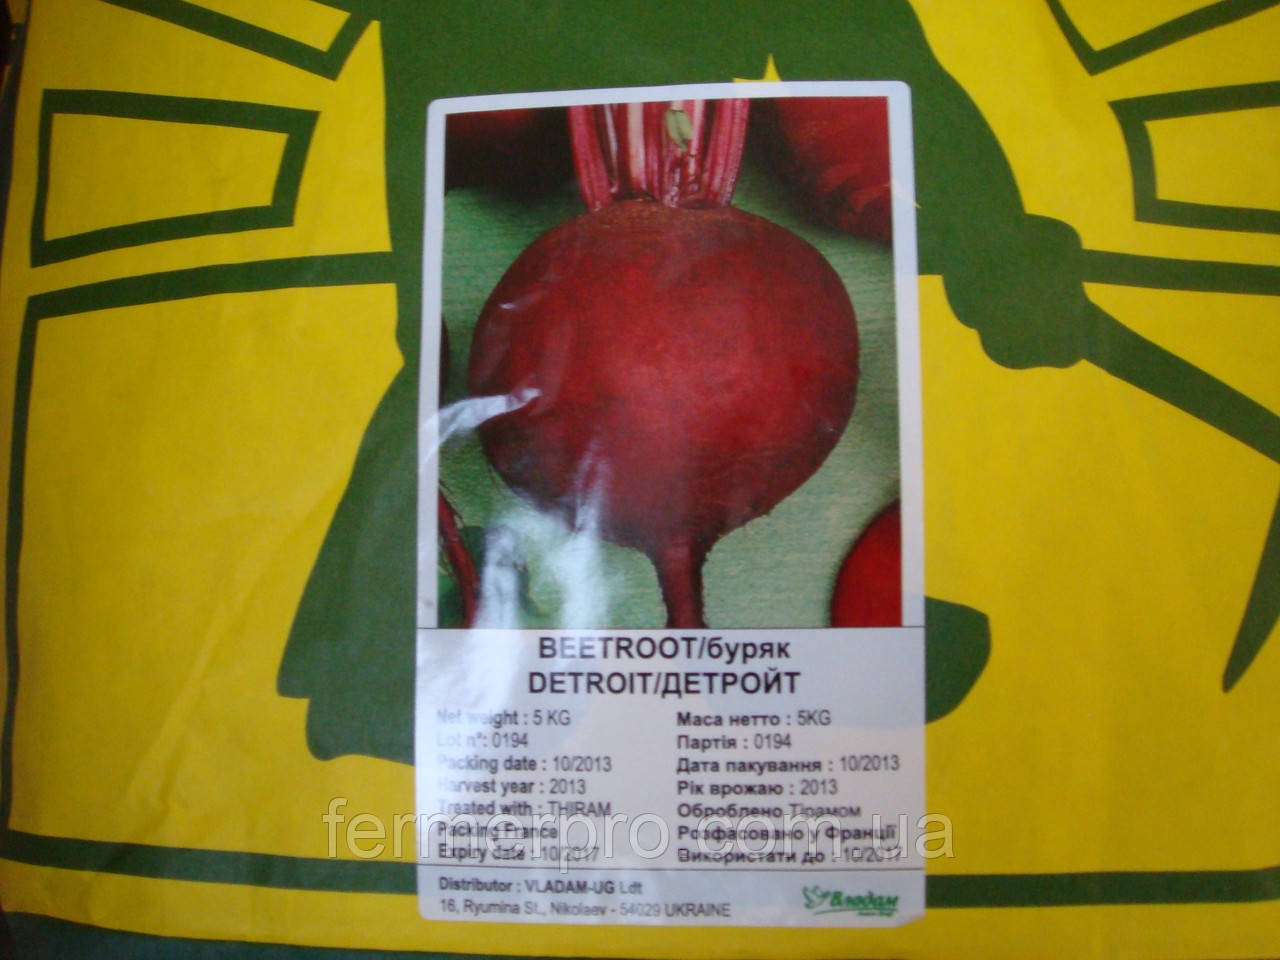 BEETROOT/буряк
DETROIT/ДЕТРОЙТ
Net weight : 5 KG
Lot n°: 0194
Packing date : 10/2013
Harvest year : 2013
Treated with : THIRAM
Packing France
Expiry date : 10/2017
Маса нетто : 5KG
Партія : 0194
Дата пакування : 10/2013
Рік врожаю : 2013
Оброблено Тірамом
Розфасовано у Франції
Використати до : 10/2017
fermerpro.com.ua
Distributor : VLADAM-UG Ldt
16, Ryumina St., Nikolaev - 54029 UKRAINE
Владам